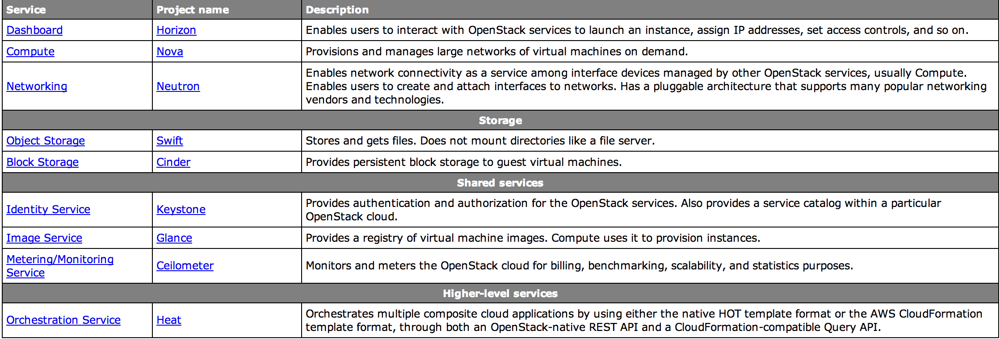 Service Project name Description
Dashboard Horizon Enables users to interact with OpenStack services to launch an instance, assign IP addresses, set access controls, and so on.
Compute Nova Provisions and manages large networks of virtual machines on demand.
Networking Neutron Enables network connectivity as a service among interface devices managed by other OpenStack services, usually Compute.
Enables users to create and attach interfaces to networks. Has a pluggable architecture that supports many popular networking
vendors and technologies.
Storage
Object Storage Swift Stores and gets files. Does not mount directories like a file server.
Block Storage Cinder Provides persistent block storage to guest virtual machines.
Shared services
Identity Service Keystone Provides authentication and authorization for the OpenStack services. Also provides a service catalog within a particular
OpenStack cloud.
Image Service Glance Provides a registry of virtual machine images. Compute uses it to provision instances.
Metering/Monitoring
Service Ceilometer Monitors and meters the OpenStack cloud for billing, benchmarking, scalability, and statistics purposes.
Higher-level services
Orchestration Service Heat Orchestrates multiple composite cloud applications by using either the native HOT template format or the AWS CloudFormation
template format, through both an OpenStack-native REST API and a CloudFormation-compatible Query API.